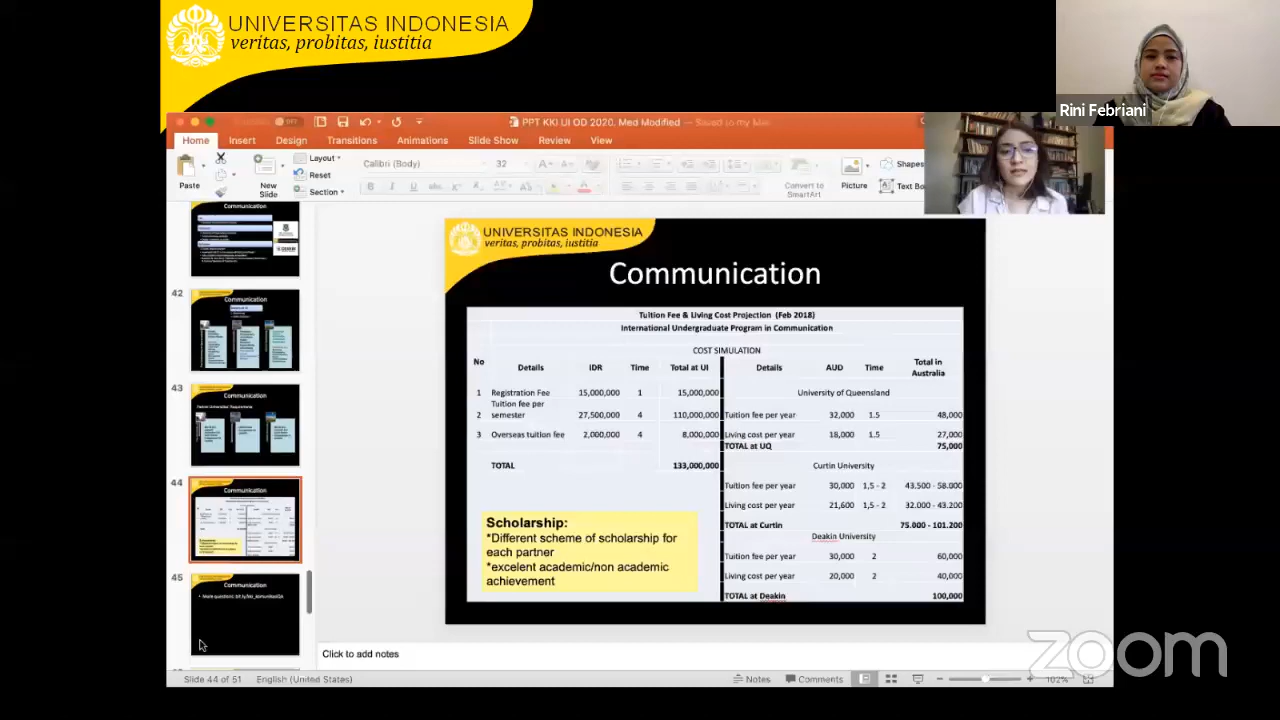 UNIVERSITAS INDONESIA
veritas, probitas, iustitia
Rini Febriani
OFF
PPT KKI UI OD 2020, Med Modified — Saved to my Mac
Home Insert Design Transitions Animations Slide Show Review View
Paste
New Slide
Layout
Reset
Section
Calibri (Body) 32
Convert to SmartArt
Picture
Shapes
Text Bo
Communication
42
Communication
43
44
Communication
45
Communication
UNIVERSITAS INDONESIA
veritas, probitas, iustitia
Communication
Tuition Fee & Living Cost Projection (Feb 2018)
International Undergraduate Program in Communication
COST SIMULATION
No Details IDR Time Total at UI Details AUD Time Total in Australia
1 Registration Fee 15,000,000 1 15,000,000 University of Queensland
2 Tuition fee per semester 27,500,000 4 110,000,000 Tuition fee per year 32,000 1.5 48,000
3 Overseas tuition fee 2,000,000 4 8,000,000 Living cost per year 18,000 1.5 27,000
TOTAL at UQ 75,000
TOTAL 133,000,000 Curtin University
Tuition fee per year 30,000 1,5 - 2 43.500 - 58.000
Living cost per year 21,600 1,5 - 2 32.000 - 43.200
TOTAL at Curtin 75.000 - 101.200
Deakin University
Tuition fee per year 30,000 2 60,000
Living cost per year 20,000 2 40,000
TOTAL at Deakin 100,000
Scholarship:
*Different scheme of scholarship for
each partner
*excelent academic/non academic
achievement
Click to add notes
Slide 44 of 51 English (United States)
Notes Comments 102%
zoom